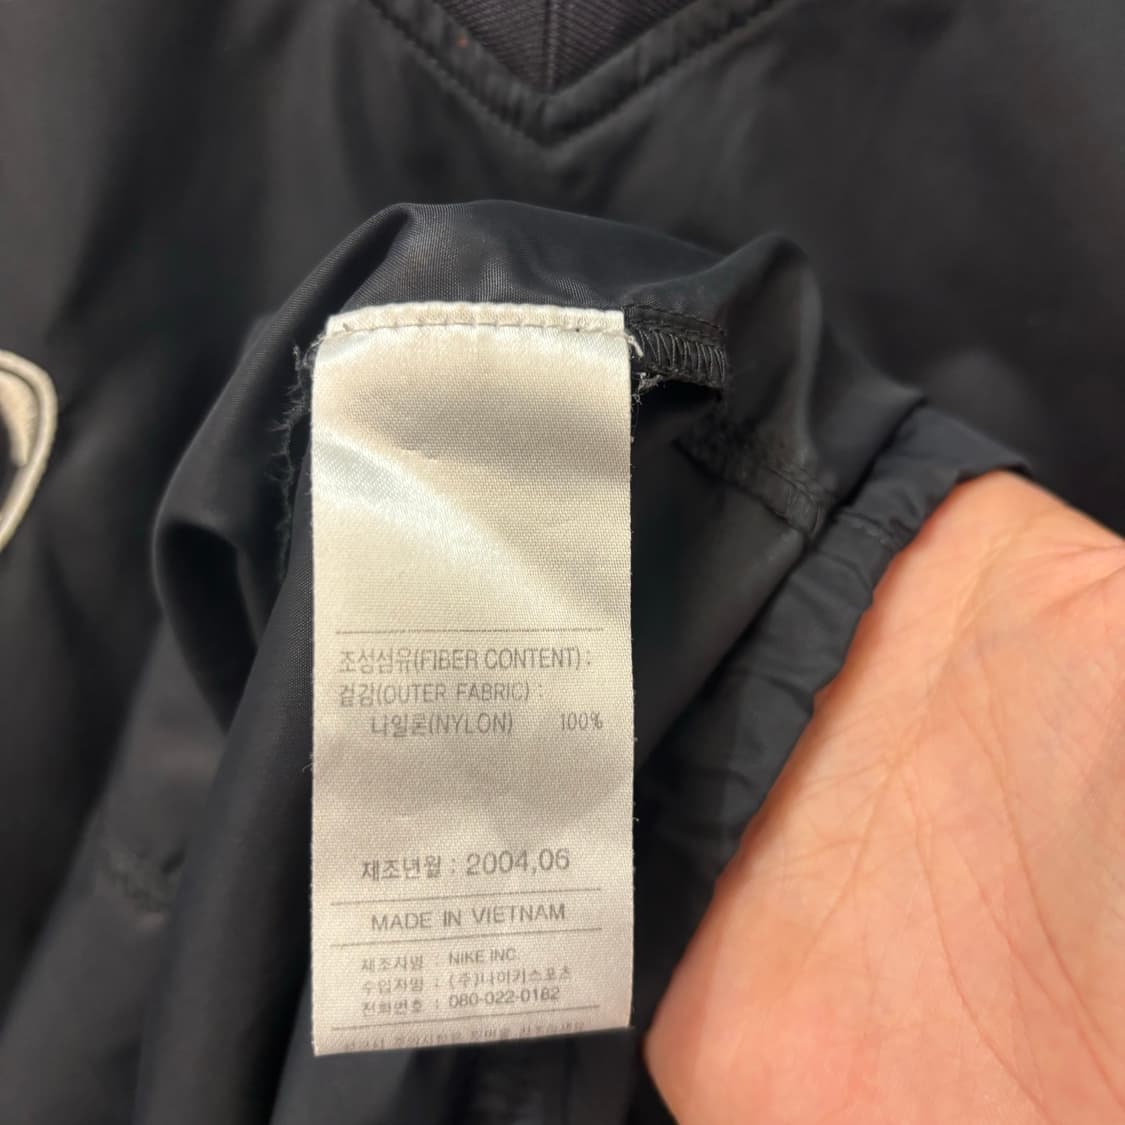 조성섬유(FIBER CONTENT) :
겉감(OUTER FABRIC) :
나일론(NYLON) 100%
제조년월 : 2004,06
MADE IN VIETNAM
제조자명 : NIKE INC.
수입자명 : (주)나이키스포츠
전화번호 : 080-022-0182